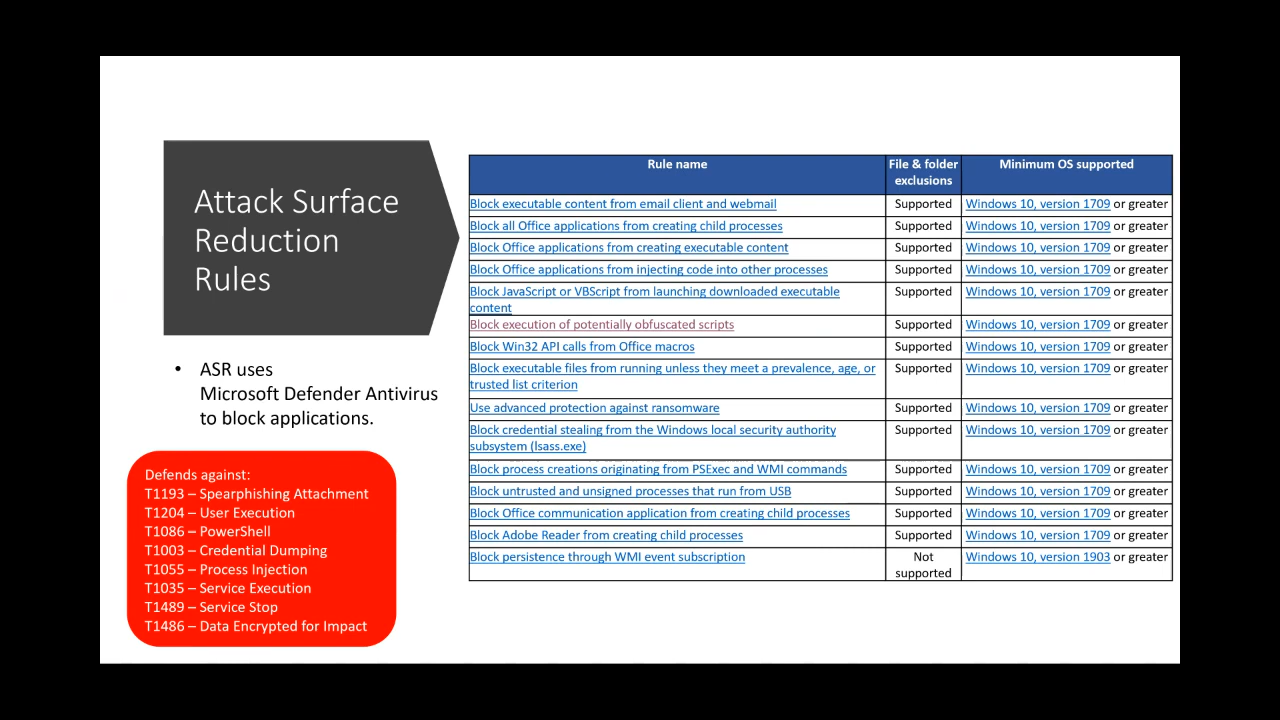 Attack Surface
Reduction
Rules
• ASR uses
Microsoft Defender Antivirus
to block applications.
Defends against:
T1193 – Spearphishing Attachment
T1204 – User Execution
T1086 – PowerShell
T1003 – Credential Dumping
T1055 – Process Injection
T1035 – Service Execution
T1489 – Service Stop
T1486 – Data Encrypted for Impact
Rule name File & folder Minimum OS supported
exclusions
Block executable content from email client and webmail Supported Windows 10, version 1709 or greater
Block all Office applications from creating child processes Supported Windows 10, version 1709 or greater
Block Office applications from creating executable content Supported Windows 10, version 1709 or greater
Block Office applications from injecting code into other processes Supported Windows 10, version 1709 or greater
Block JavaScript or VBScript from launching downloaded executable Supported Windows 10, version 1709 or greater
content
Block execution of potentially obfuscated scripts Supported Windows 10, version 1709 or greater
Block Win32 API calls from Office macros Supported Windows 10, version 1709 or greater
Block executable files from running unless they meet a prevalence, age, or Supported Windows 10, version 1709 or greater
trusted list criterion
Use advanced protection against ransomware Supported Windows 10, version 1709 or greater
Block credential stealing from the Windows local security authority Supported Windows 10, version 1709 or greater
subsystem (lsass.exe)
Block process creations originating from PSExec and WMI commands Supported Windows 10, version 1709 or greater
Block untrusted and unsigned processes that run from USB Supported Windows 10, version 1709 or greater
Block Office communication application from creating child processes Supported Windows 10, version 1709 or greater
Block Adobe Reader from creating child processes Supported Windows 10, version 1709 or greater
Block persistence through WMI event subscription Not Windows 10, version 1903 or greater
supported